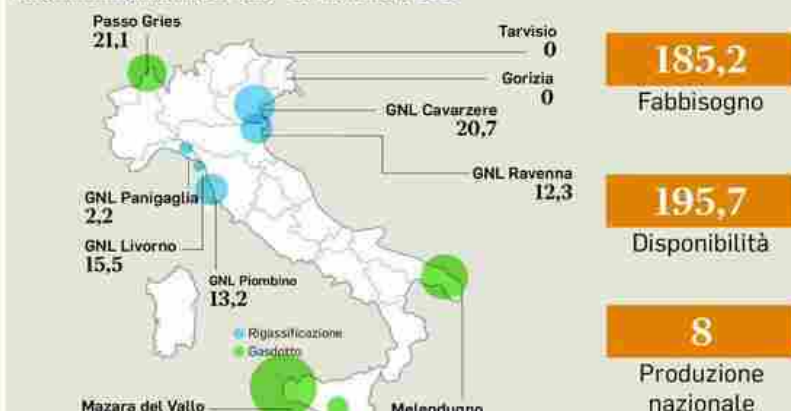 Passo Gries
21,1
Tarvisio
0
Gorizia
0
GNL Cavarzere
20,7
GNL Ravenna
12,3
GNL Panigaglia
2,2
GNL Livorno
15,5
GNL Piombino
13,2
Rigassificazione
Gasdotto
Mazara del Vallo
Melendugno
185,2
Fabbisogno
195,7
Disponibilità
8
Produzione
nazionale